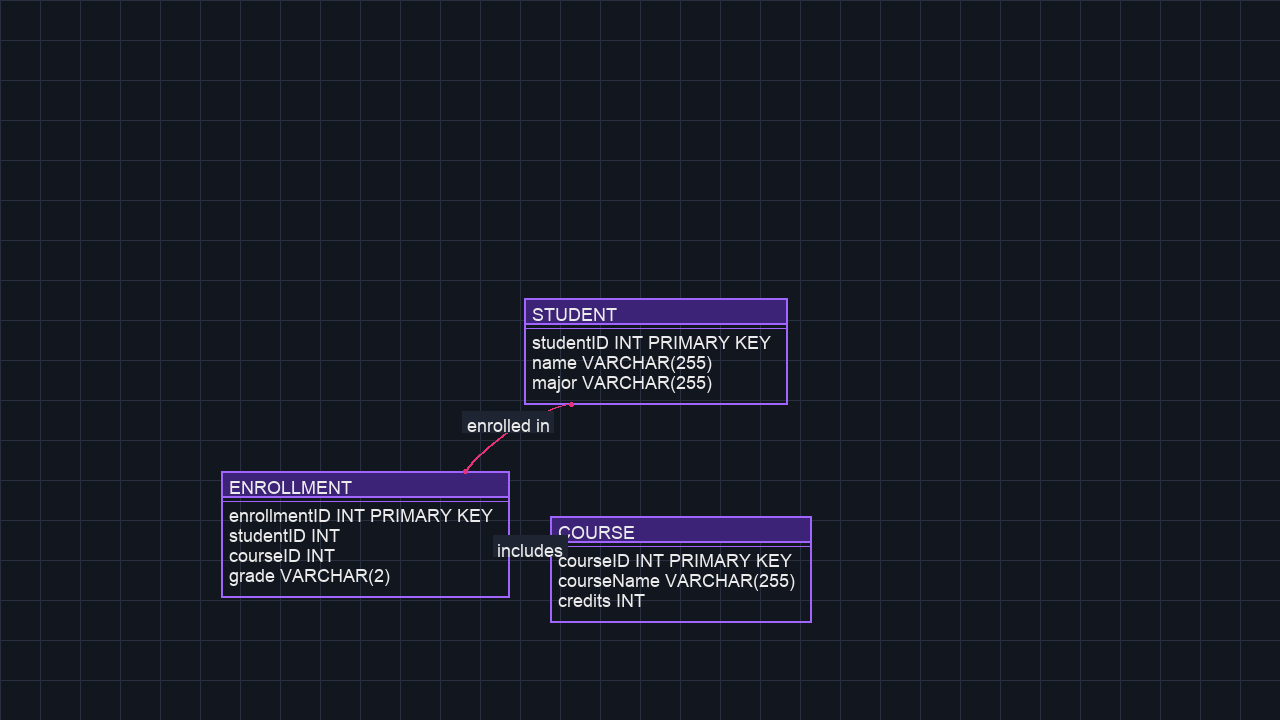 STUDENT
studentID INT PRIMARY KEY
name VARCHAR(255)
major VARCHAR(255)
enrolled in
ENROLLMENT
enrollmentID INT PRIMARY KEY
studentID INT
courseID INT
grade VARCHAR(2)
includes
COURSE
courseID INT PRIMARY KEY
courseName VARCHAR(255)
credits INT